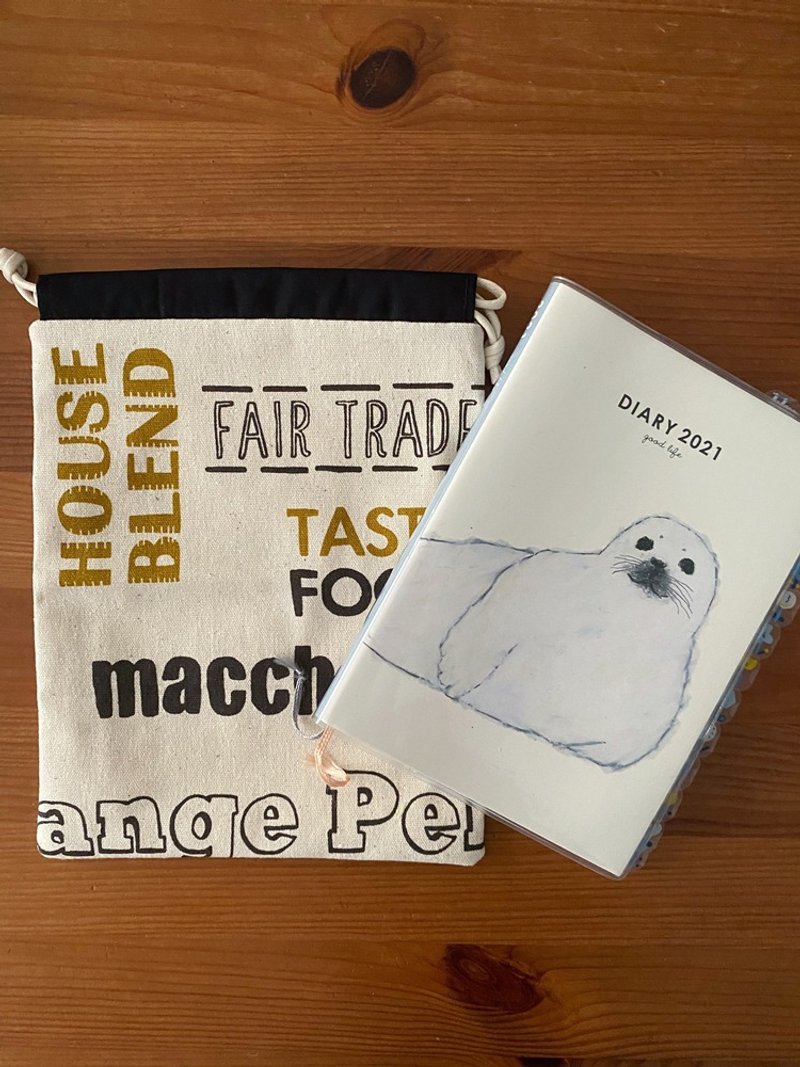 HOUSE
BLEND
FAIR TRADE
TAST
FOO
macch
ange Pe
DIARY 2021
good life